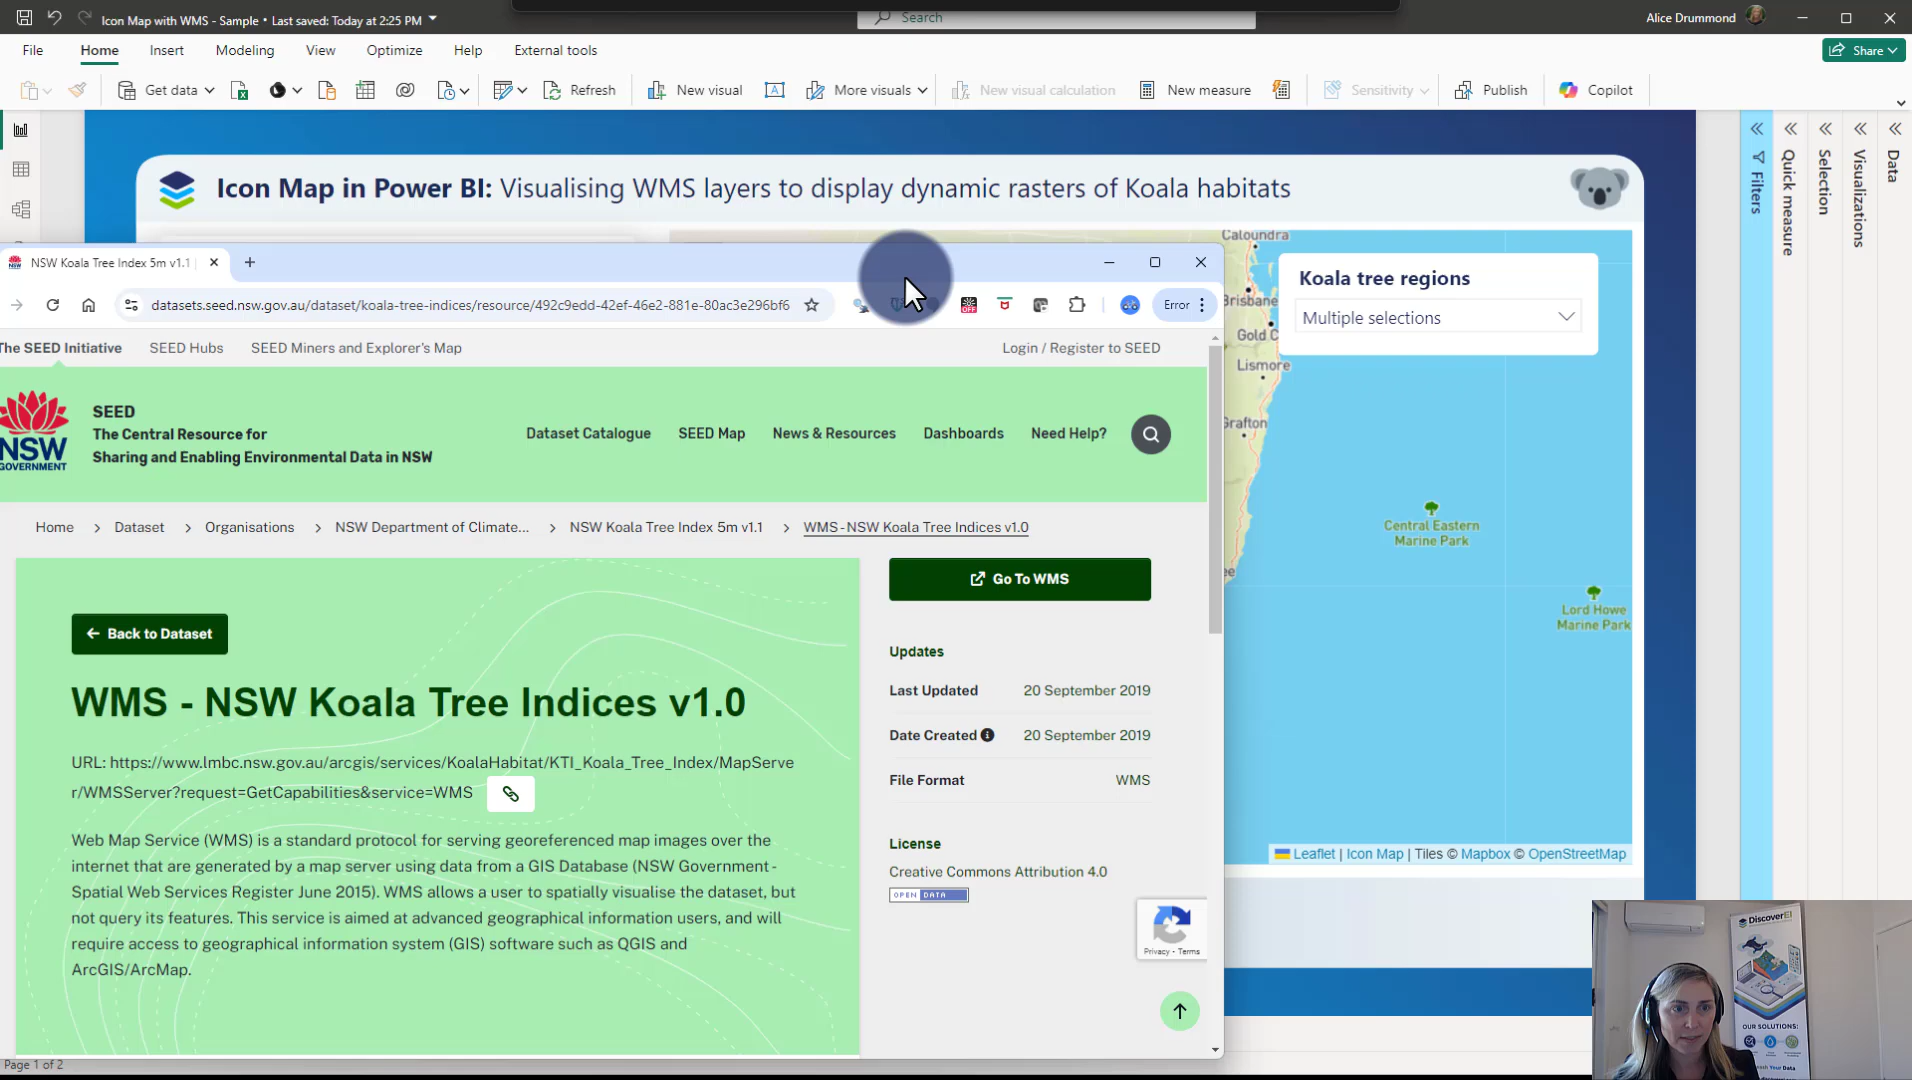 Icon Map with WMS - Sample • Last saved: Today at 2:25 PM
Search
Alice Drummond
File
Home
Insert
Modeling
View
Optimize
Help
External tools
Share
Get data
Refresh
New visual
More visuals
New visual calculation
New measure
Sensitivity
Publish
Copilot
Icon Map in Power BI: Visualising WMS layers to display dynamic rasters of Koala habitats
Filters
Quick measure
Selection
Visualizations
Data
Caloundra
Brisbane
Gold C
Lismore
Grafton
Koala tree regions
Multiple selections
Central Eastern
Marine Park
Lord Howe
Marine Park
Leaflet | Icon Map | Tiles © Mapbox © OpenStreetMap
NSW Koala Tree Index 5m v1.1
datasets.seed.nsw.gov.au/dataset/koala-tree-indices/resource/492c9edd-42ef-46e2-881e-80ac3e296bf6
OFF
Error
The SEED Initiative
SEED Hubs
SEED Miners and Explorer's Map
Login / Register to SEED
NSW
GOVERNMENT
SEED
The Central Resource for
Sharing and Enabling Environmental Data in NSW
Dataset Catalogue
SEED Map
News & Resources
Dashboards
Need Help?
Home > Dataset > Organisations > NSW Department of Climate... > NSW Koala Tree Index 5m v1.1 > WMS - NSW Koala Tree Indices v1.0
Back to Dataset
WMS - NSW Koala Tree Indices v1.0
URL: https://www.lmbc.nsw.gov.au/arcgis/services/KoalaHabitat/KTI_Koala_Tree_Index/MapServe
r/WMSServer?request=GetCapabilities&service=WMS
Web Map Service (WMS) is a standard protocol for serving georeferenced map images over the
internet that are generated by a map server using data from a GIS Database (NSW Government -
Spatial Web Services Register June 2015). WMS allows a user to spatially visualise the dataset, but
not query its features. This service is aimed at advanced geographical information users, and will
require access to geographical information system (GIS) software such as QGIS and
ArcGIS/ArcMap.
Go To WMS
Updates
Last Updated 20 September 2019
Date Created 20 September 2019
File Format WMS
License
Creative Commons Attribution 4.0
OPEN DATA
Privacy - Terms
DiscoverEI
OUR SOLUTIONS:
Page 1 of 2